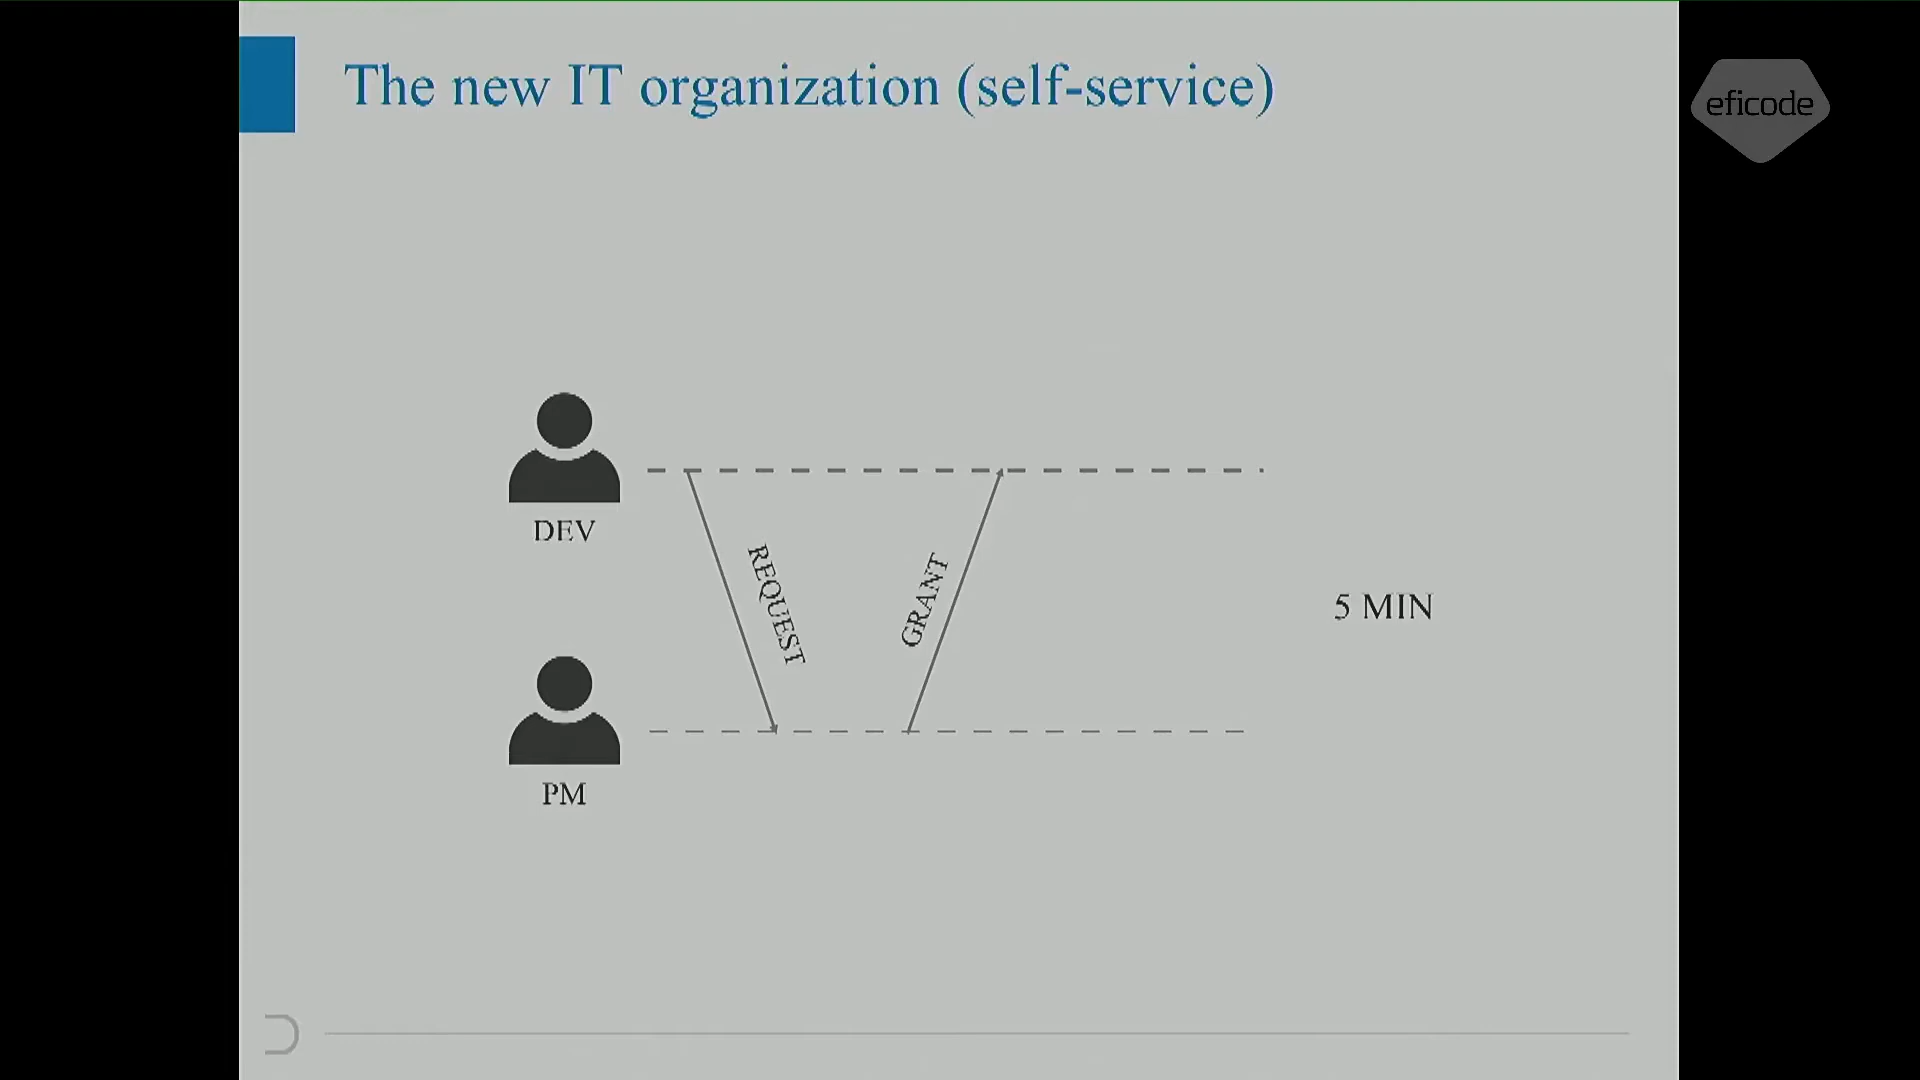 The new IT organization (self-service)
eficode
DEV
REQUEST
GRANT
5 MIN
PM